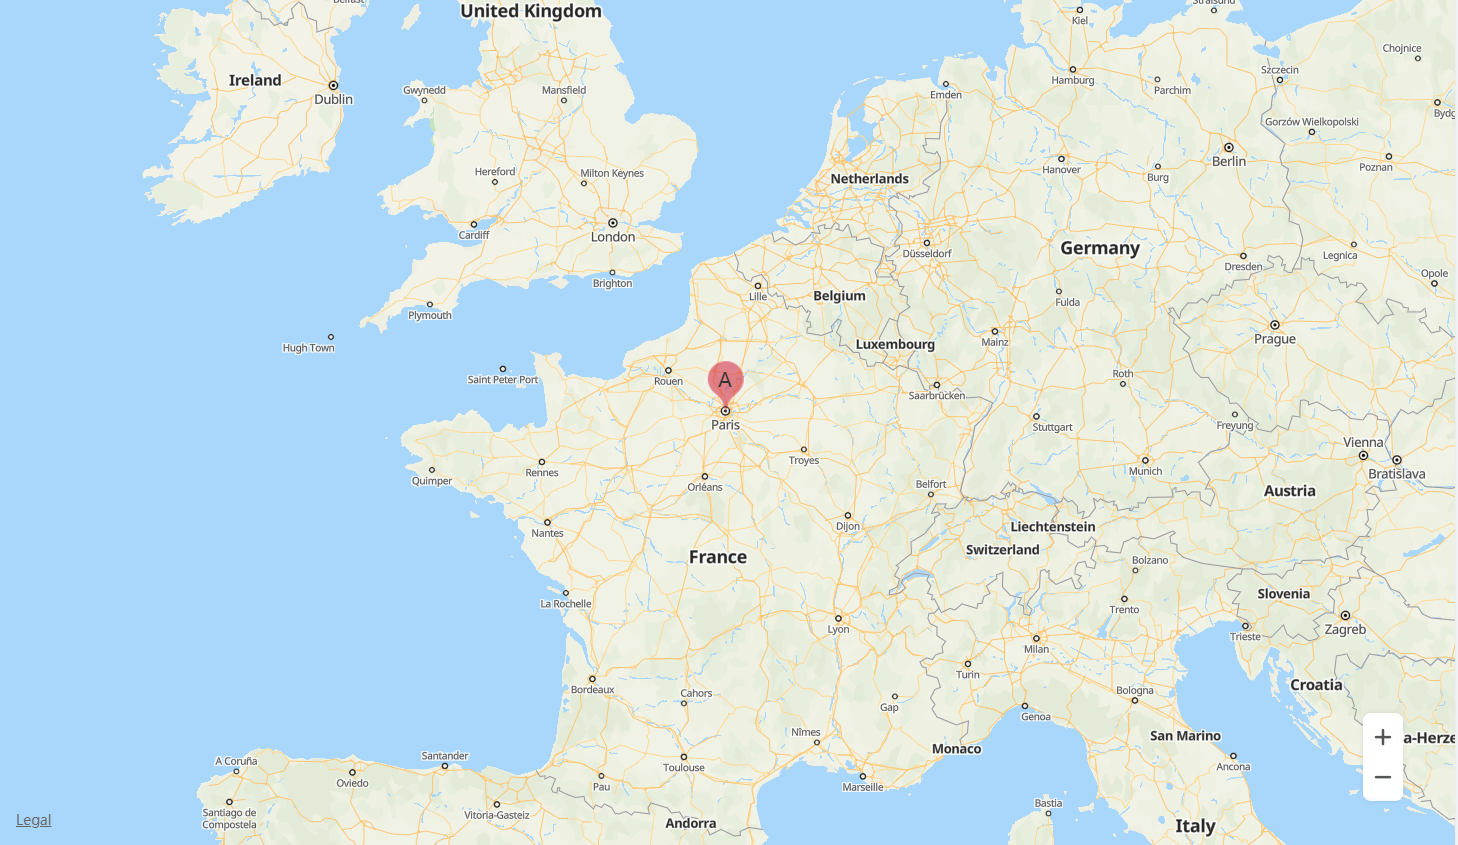 Belfast
United Kingdom
Stralsund
Kiel
Chojnice
Ireland
Szczecin
Hamburg
Parchim
Gwynedd
Mansfield
Emden
Dublin
Bydg
Gorzów Wielkopolski
Berlin
Hanover
Burg
Poznan
Hereford
Milton Keynes
Netherlands
Cardiff
London
Germany
Düsseldorf
Legnica
Dresden
Opole
Brighton
Lille
Belgium
Fulda
Plymouth
Prague
Hugh Town
Luxembourg
Mainz
Saint Peter Port
Rouen
A
Roth
Saarbrücken
Paris
Stuttgart
Freyung
Vienna
Troyes
Rennes
Munich
Bratislava
Quimper
Orléans
Belfort
Austria
Nantes
Dijon
Liechtenstein
Switzerland
France
Bolzano
La Rochelle
Slovenia
Trento
Lyon
Zagreb
Trieste
Milan
Turin
Croatia
Bordeaux
Cahors
Bologna
Gap
Genoa
Nîmes
San Marino
a-Herze
Monaco
A Coruña
Santander
Toulouse
Ancona
Oviedo
Pau
Marseille
Bastia
Santiago de
Compostela
Vitoria-Gasteiz
Legal
Andorra
Italy